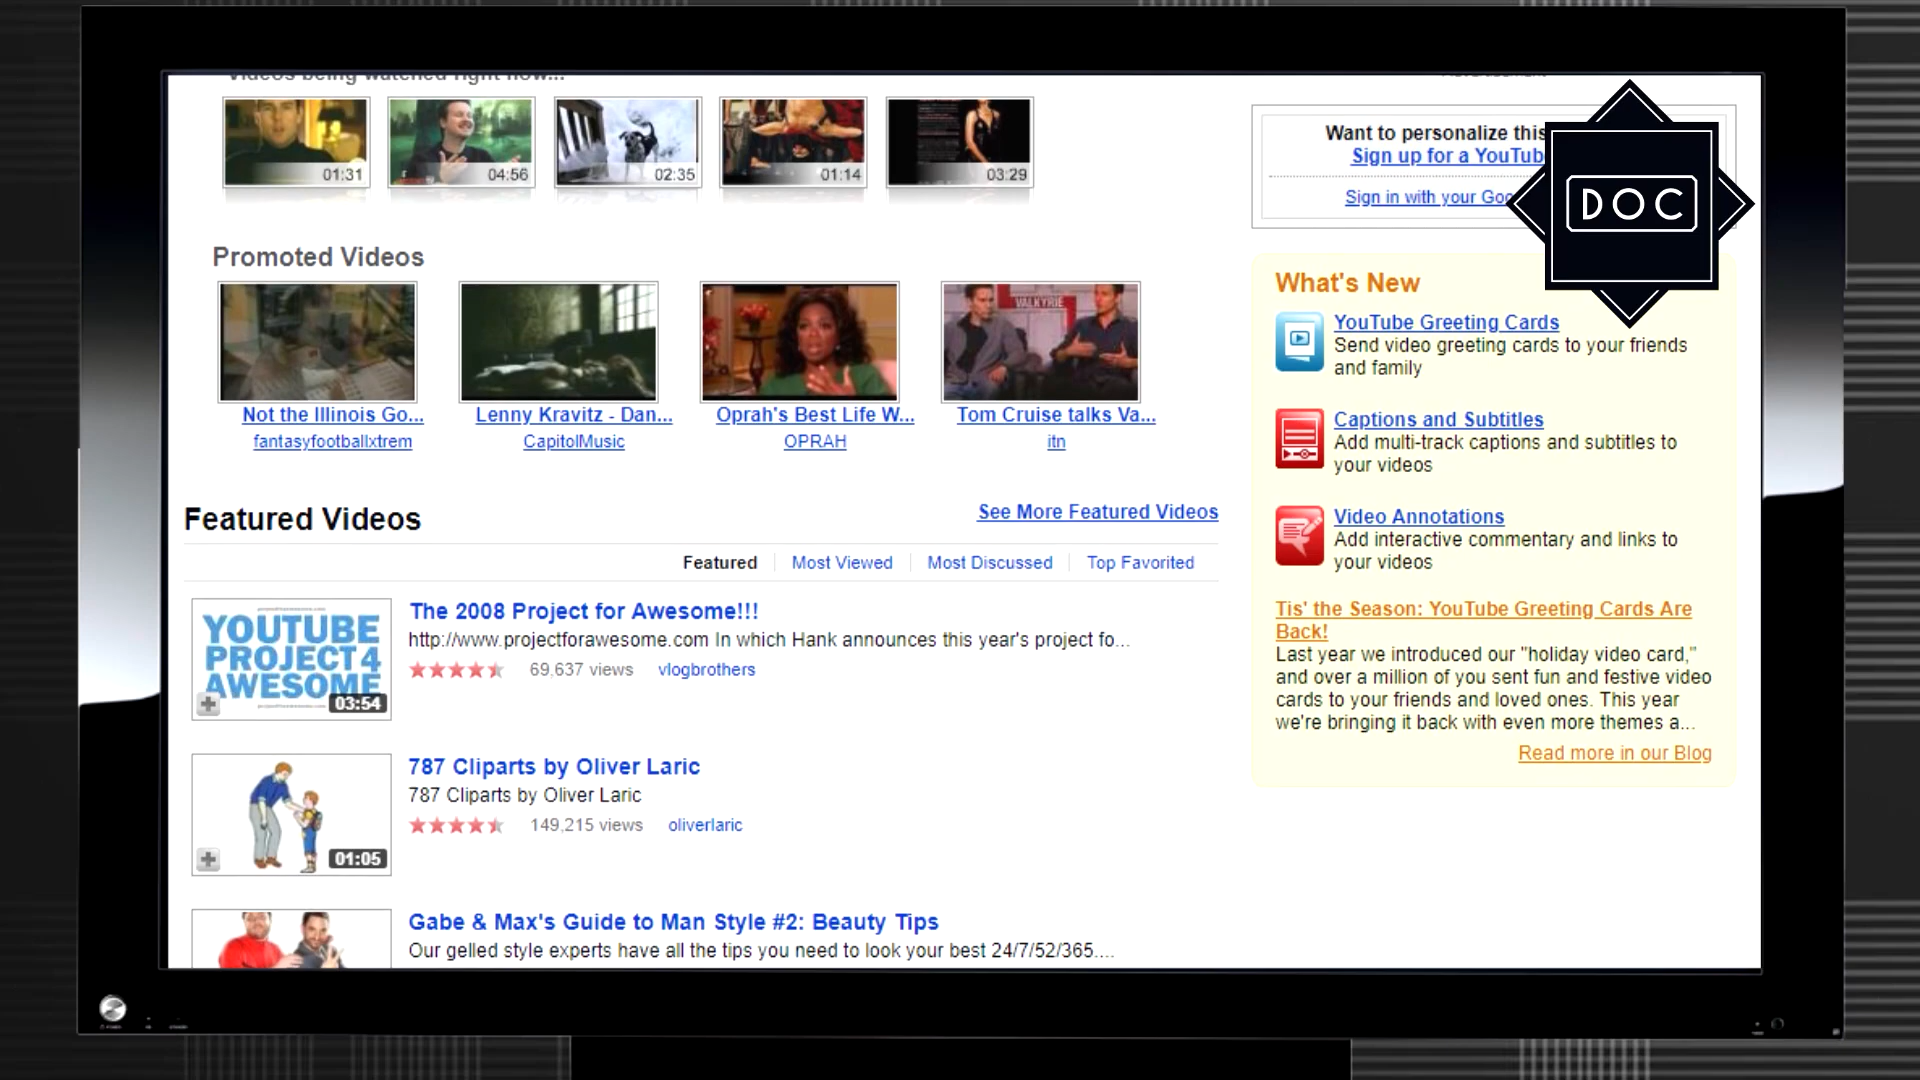 Videos being watched right now...
01:31
04:56
02:35
01:14
03:29
Want to personalize this
Sign up for a YouTub
Sign in with your Goo
DOC
Promoted Videos
VALKYRIE
Not the Illinois Go...
Lenny Kravitz - Dan...
Oprah's Best Life W...
Tom Cruise talks Va...
fantasyfootballxtrem
CapitolMusic
OPRAH
itn
Featured Videos
See More Featured Videos
Featured
Most Viewed
Most Discussed
Top Favorited
YOUTUBE
PROJECT 4
AWESOME
03:54
The 2008 Project for Awesome!!!
http://www.projectforawesome.com In which Hank announces this year's project fo...
69,637 views
vlogbrothers
01:05
787 Cliparts by Oliver Laric
787 Cliparts by Oliver Laric
149,215 views
oliverlaric
Gabe & Max's Guide to Man Style #2: Beauty Tips
Our gelled style experts have all the tips you need to look your best 24/7/52/365....
What's New
YouTube Greeting Cards
Send video greeting cards to your friends
and family
Captions and Subtitles
Add multi-track captions and subtitles to
your videos
Video Annotations
Add interactive commentary and links to
your videos
Tis' the Season: YouTube Greeting Cards Are
Back!
Last year we introduced our "holiday video card,"
and over a million of you sent fun and festive video
cards to your friends and loved ones. This year
we're bringing it back with even more themes a...
Read more in our Blog